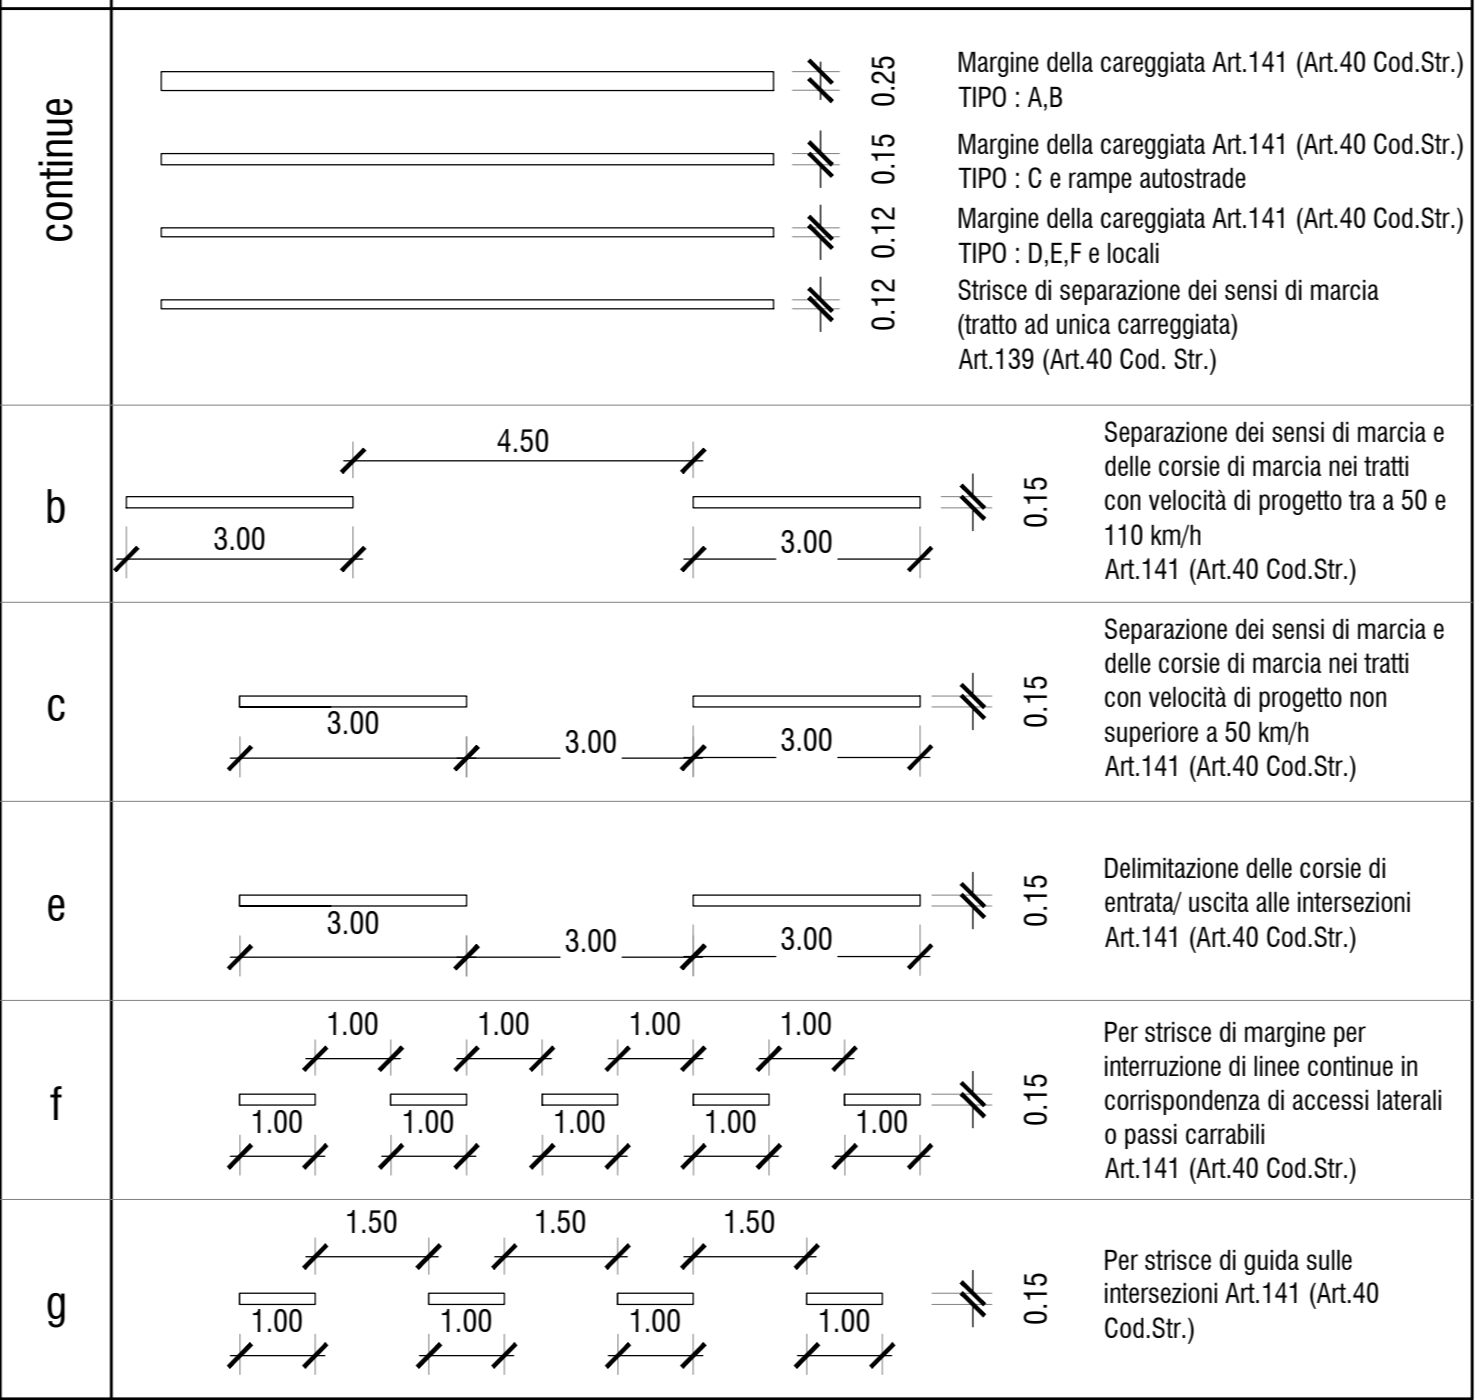 continue
0.25
Margine della careggiata Art.141 (Art.40 Cod.Str.)
TIPO : A,B
0.15
Margine della careggiata Art.141 (Art.40 Cod.Str.)
TIPO : C e rampe autostrade
0.12
Margine della careggiata Art.141 (Art.40 Cod.Str.)
TIPO : D,E,F e locali
0.12
Strisce di separazione dei sensi di marcia
(tratto ad unica carreggiata)
Art.139 (Art.40 Cod. Str.)
b
4.50
3.00
3.00
0.15
Separazione dei sensi di marcia e
delle corsie di marcia nei tratti
con velocità di progetto tra a 50 e
110 km/h
Art.141 (Art.40 Cod.Str.)
c
3.00
3.00
3.00
0.15
Separazione dei sensi di marcia e
delle corsie di marcia nei tratti
con velocità di progetto non
superiore a 50 km/h
Art.141 (Art.40 Cod.Str.)
e
3.00
3.00
3.00
0.15
Delimitazione delle corsie di
entrata/ uscita alle intersezioni
Art.141 (Art.40 Cod.Str.)
f
1.00 1.00 1.00 1.00
1.00 1.00 1.00 1.00 1.00
0.15
Per strisce di margine per
interruzione di linee continue in
corrispondenza di accessi laterali
o passi carrabili
Art.141 (Art.40 Cod.Str.)
g
1.50 1.50 1.50
1.00 1.00 1.00 1.00
0.15
Per strisce di guida sulle
intersezioni Art.141 (Art.40
Cod.Str.)